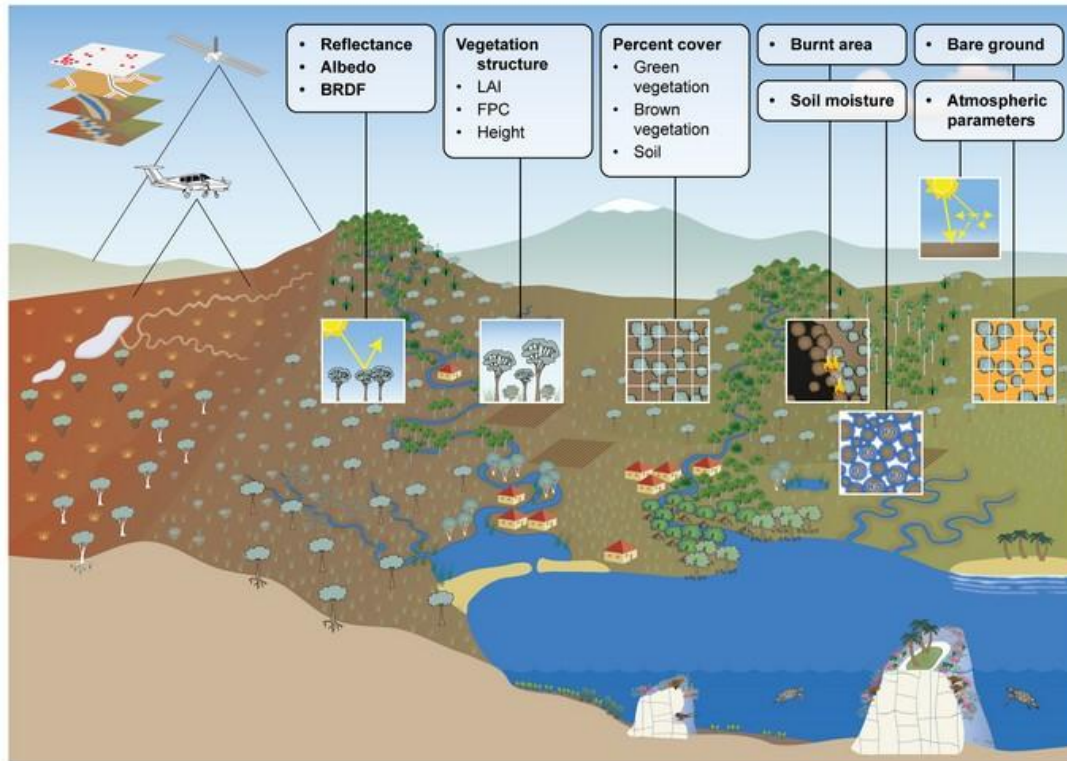 • Reflectance
• Albedo
• BRDF
Vegetation
structure
• LAI
• FPC
• Height
Percent cover
• Green
vegetation
• Brown
vegetation
• Soil
• Burnt area
• Soil moisture
• Bare ground
• Atmospheric
parameters